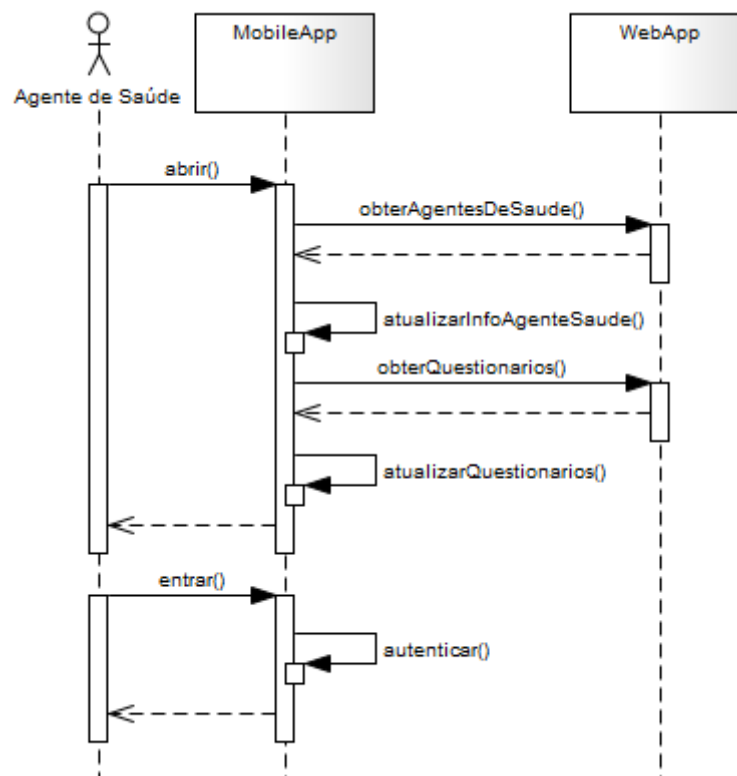 MobileApp
WebApp
Agente de Saúde
abrir()
obterAgentesDeSaude()
atualizarInfoAgenteSaude()
obterQuestionarios()
atualizarQuestionarios()
entrar()
autenticar()